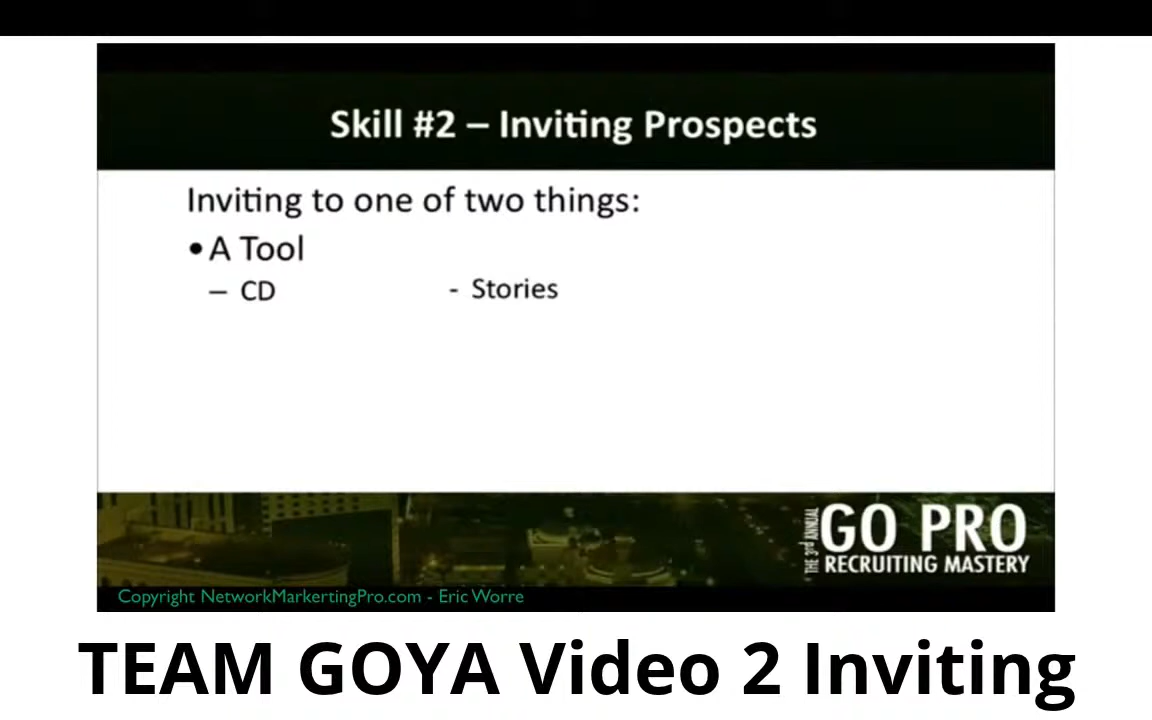 Skill #2 – Inviting Prospects
Inviting to one of two things:
•A Tool
– CD - Stories
THE 3rd ANNUAL
GO PRO
RECRUITING MASTERY
Copyright NetworkMarkertingPro.com - Eric Worre
TEAM GOYA Video 2 Inviting